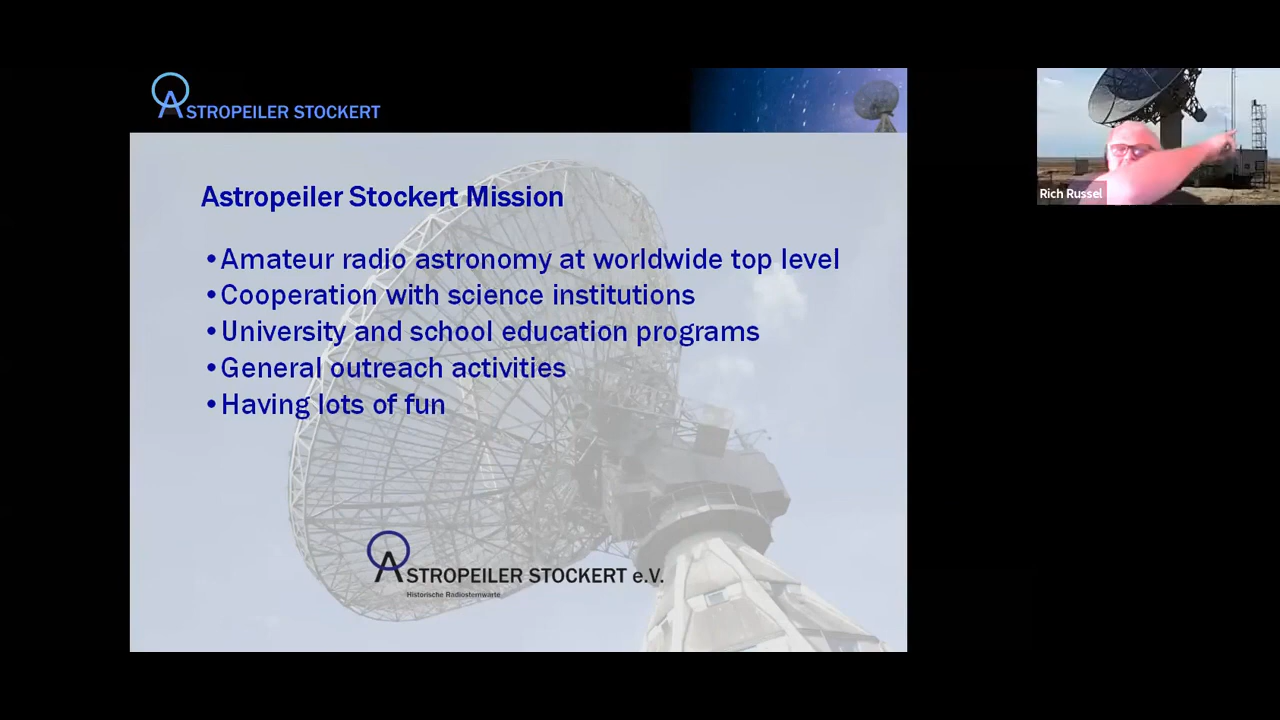 ASTROPEILER STOCKERT
Astropeiler Stockert Mission
•Amateur radio astronomy at worldwide top level
•Cooperation with science institutions
•University and school education programs
•General outreach activities
•Having lots of fun
ASTROPEILER STOCKERT e.V.
Historische Radiosternwarte
Rich Russel